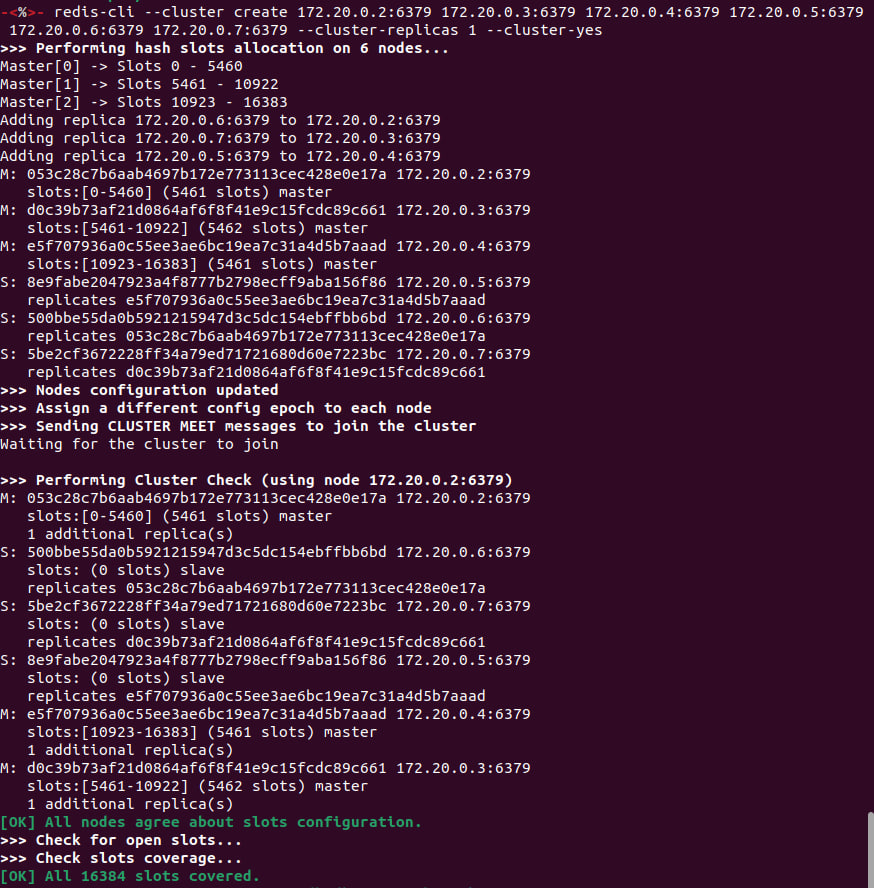 -<%>- redis-cli --cluster create 172.20.0.2:6379 172.20.0.3:6379 172.20.0.4:6379 172.20.0.5:6379
172.20.0.6:6379 172.20.0.7:6379 --cluster-replicas 1 --cluster-yes
>>> Performing hash slots allocation on 6 nodes...
Master[0] -> Slots 0 - 5460
Master[1] -> Slots 5461 - 10922
Master[2] -> Slots 10923 - 16383
Adding replica 172.20.0.6:6379 to 172.20.0.2:6379
Adding replica 172.20.0.7:6379 to 172.20.0.3:6379
Adding replica 172.20.0.5:6379 to 172.20.0.4:6379
M: 053c28c7b6aab4697b172e773113cec428e0e17a 172.20.0.2:6379
   slots:[0-5460] (5461 slots) master
M: d0c39b73af21d0864af6f8f41e9c15fcdc89c661 172.20.0.3:6379
   slots:[5461-10922] (5462 slots) master
M: e5f707936a0c55ee3ae6bc19ea7c31a4d5b7aaad 172.20.0.4:6379
   slots:[10923-16383] (5461 slots) master
S: 8e9fabe2047923a4f8777b2798ecff9aba156f86 172.20.0.5:6379
   replicates e5f707936a0c55ee3ae6bc19ea7c31a4d5b7aaad
S: 500bbe55da0b5921215947d3c5dc154ebffbb6bd 172.20.0.6:6379
   replicates 053c28c7b6aab4697b172e773113cec428e0e17a
S: 5be2cf3672228ff34a79ed71721680d60e7223bc 172.20.0.7:6379
   replicates d0c39b73af21d0864af6f8f41e9c15fcdc89c661
>>> Nodes configuration updated
>>> Assign a different config epoch to each node
>>> Sending CLUSTER MEET messages to join the cluster
Waiting for the cluster to join
>>> Performing Cluster Check (using node 172.20.0.2:6379)
M: 053c28c7b6aab4697b172e773113cec428e0e17a 172.20.0.2:6379
   slots:[0-5460] (5461 slots) master
   1 additional replica(s)
S: 500bbe55da0b5921215947d3c5dc154ebffbb6bd 172.20.0.6:6379
   slots: (0 slots) slave
   replicates 053c28c7b6aab4697b172e773113cec428e0e17a
S: 5be2cf3672228ff34a79ed71721680d60e7223bc 172.20.0.7:6379
   slots: (0 slots) slave
   replicates d0c39b73af21d0864af6f8f41e9c15fcdc89c661
S: 8e9fabe2047923a4f8777b2798ecff9aba156f86 172.20.0.5:6379
   slots: (0 slots) slave
   replicates e5f707936a0c55ee3ae6bc19ea7c31a4d5b7aaad
M: e5f707936a0c55ee3ae6bc19ea7c31a4d5b7aaad 172.20.0.4:6379
   slots:[10923-16383] (5461 slots) master
   1 additional replica(s)
M: d0c39b73af21d0864af6f8f41e9c15fcdc89c661 172.20.0.3:6379
   slots:[5461-10922] (5462 slots) master
   1 additional replica(s)
[OK] All nodes agree about slots configuration.
>>> Check for open slots...
>>> Check slots coverage...
[OK] All 16384 slots covered.